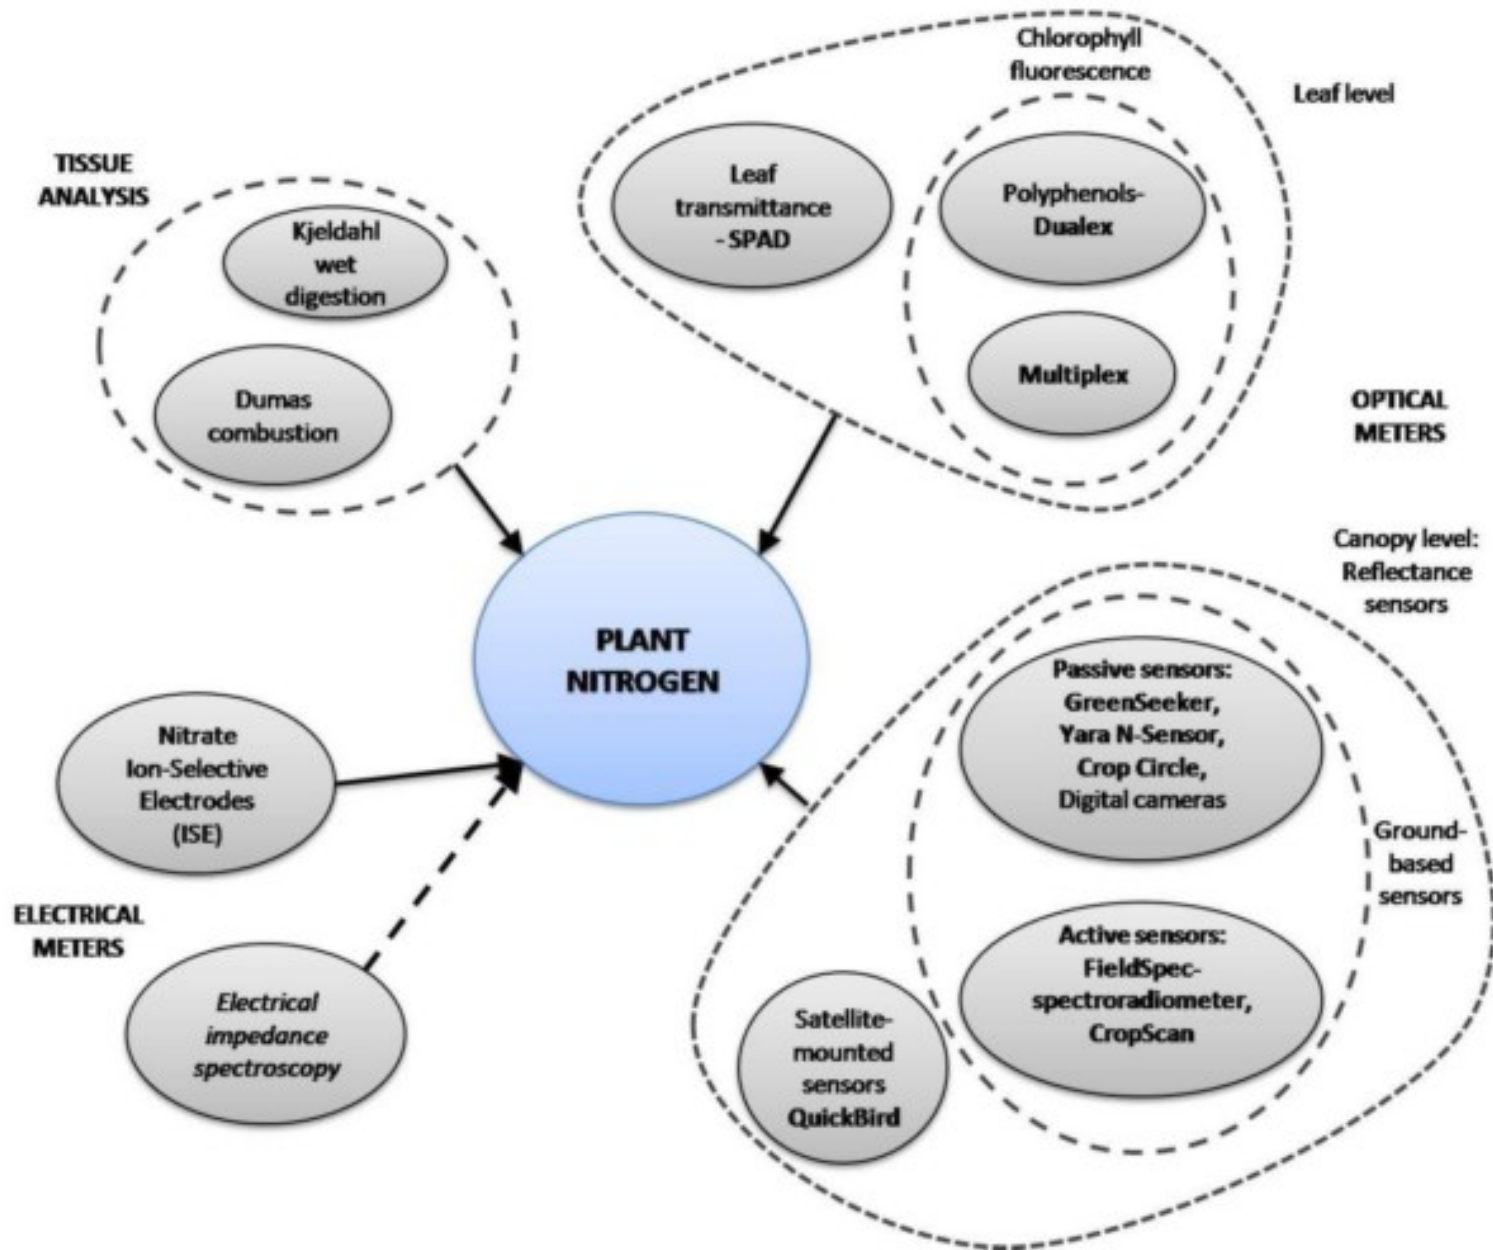 TISSUE
ANALYSIS
Kjeldahl
wet
digestion
Dumas
combustion
Chlorophyll
fluorescence
Leaf level
Leaf
transmittance
- SPAD
Polyphenols-
Dualex
Multiplex
OPTICAL
METERS
PLANT
NITROGEN
Canopy level:
Reflectance
sensors
Passive sensors:
GreenSeeker,
Yara N-Sensor,
Crop Circle,
Digital cameras
Ground-
based
sensors
Active sensors:
FieldSpec-
spectroradiometer,
CropScan
Satellite-
mounted
sensors
QuickBird
Nitrate
Ion-Selective
Electrodes
(ISE)
ELECTRICAL
METERS
Electrical
impedance
spectroscopy